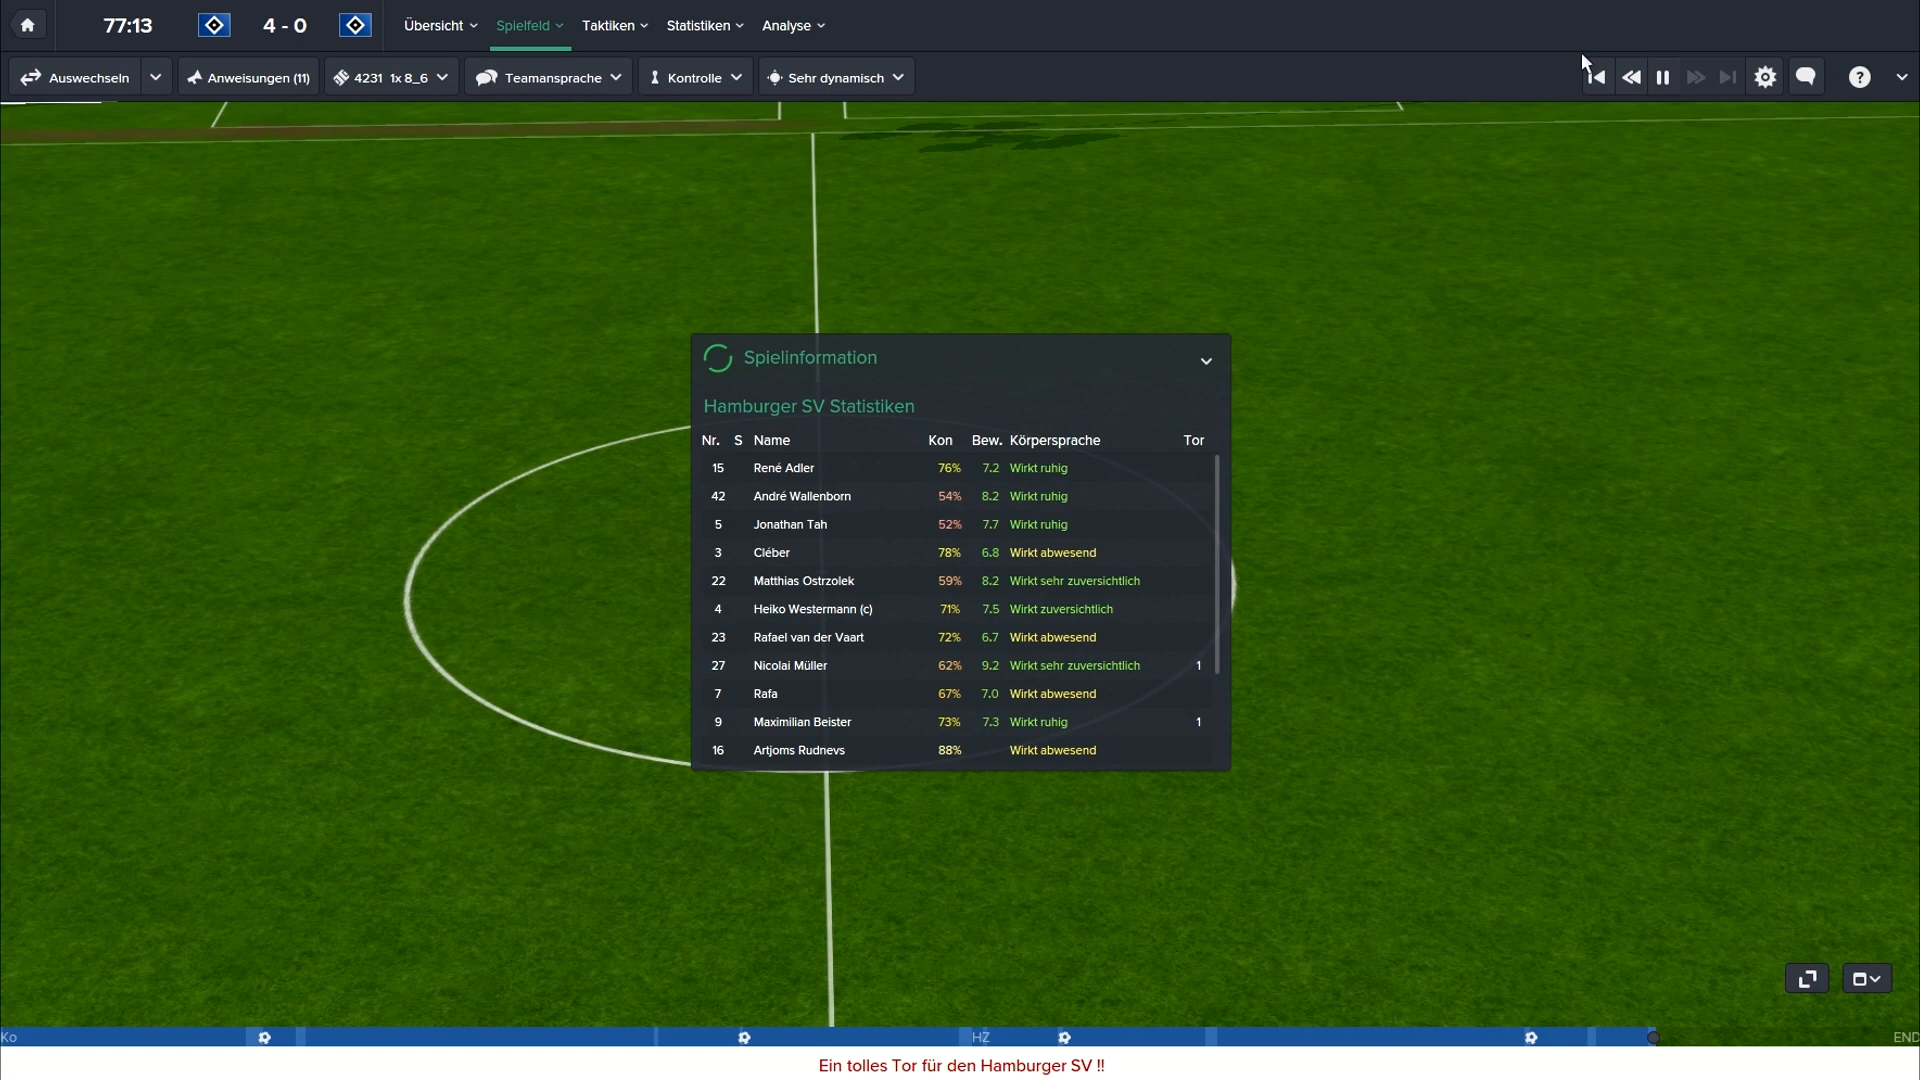 77:13 4 - 0 Übersicht Spielfeld Taktiken Statistiken Analyse
Auswechseln Anweisungen (11) 4231 1x 8_6 Teamansprache Kontrolle Sehr dynamisch ?
Spielinformation
Hamburger SV Statistiken
Nr. S Name Kon Bew. Körpersprache Tor
15 René Adler 76% 7.2 Wirkt ruhig
42 André Wallenborn 54% 8.2 Wirkt ruhig
5 Jonathan Tah 52% 7.7 Wirkt ruhig
3 Cléber 78% 6.8 Wirkt abwesend
22 Matthias Ostrzolek 59% 8.2 Wirkt sehr zuversichtlich
4 Heiko Westermann (c) 71% 7.5 Wirkt zuversichtlich
23 Rafael van der Vaart 72% 6.7 Wirkt abwesend
27 Nicolai Müller 62% 9.2 Wirkt sehr zuversichtlich 1
7 Rafa 67% 7.0 Wirkt abwesend
9 Maximilian Beister 73% 7.3 Wirkt ruhig 1
16 Artjoms Rudnevs 88% Wirkt abwesend
Ko HZ END
Ein tolles Tor für den Hamburger SV !!